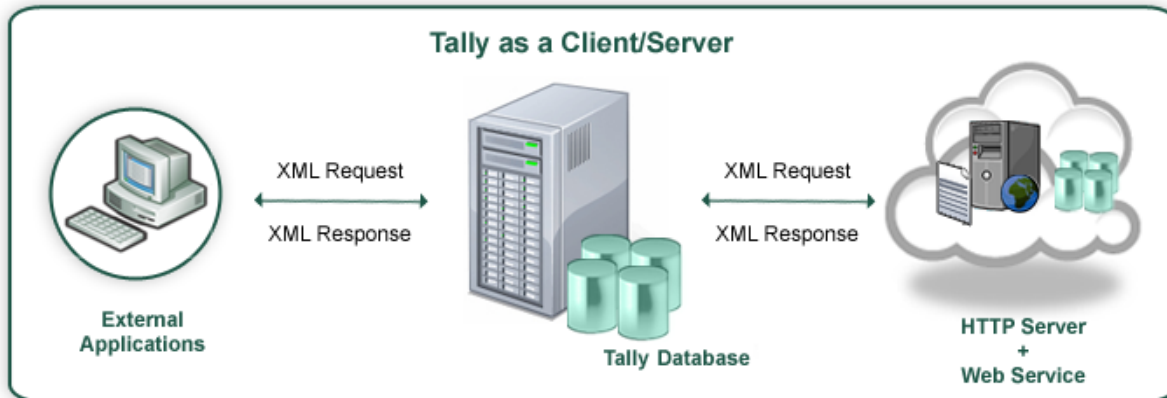 Tally as a Client/Server
XML Request
XML Response
XML Request
XML Response
External
Applications
Tally Database
HTTP Server
+
Web Service